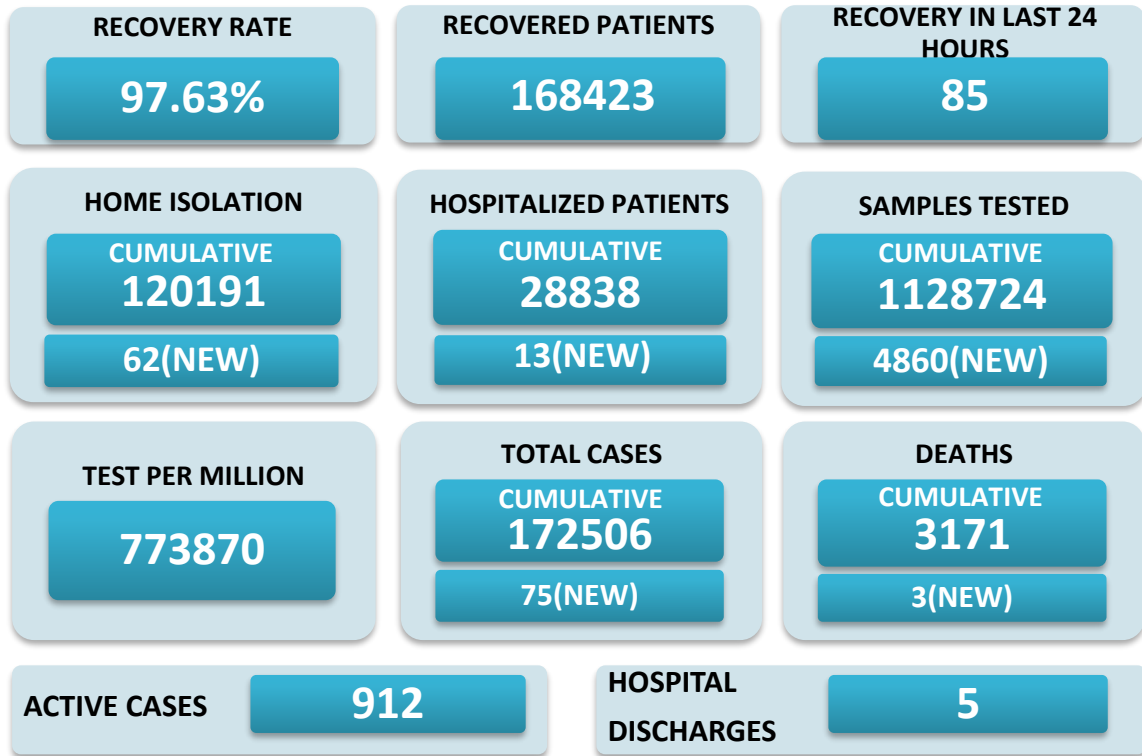 RECOVERY RATE
97.63%
RECOVERED PATIENTS
168423
RECOVERY IN LAST 24
HOURS
85
HOME ISOLATION
CUMULATIVE
120191
62(NEW)
HOSPITALIZED PATIENTS
CUMULATIVE
28838
13(NEW)
SAMPLES TESTED
CUMULATIVE
1128724
4860(NEW)
TEST PER MILLION
773870
TOTAL CASES
CUMULATIVE
172506
75(NEW)
DEATHS
CUMULATIVE
3171
3(NEW)
ACTIVE CASES
912
HOSPITAL
DISCHARGES
5